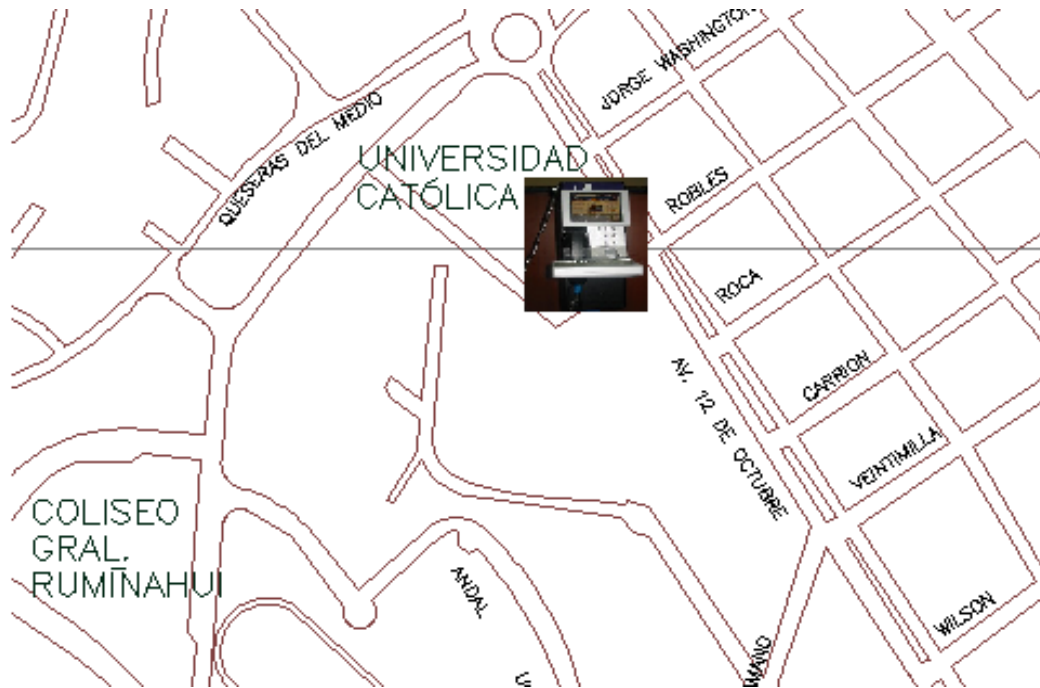 JORGE WASHINGTON
QUESERAS DEL MEDIO
UNIVERSIDAD
CATÓLICA
ROBLES
ROCA
AV. 12 DE OCTUBRE
CARRION
VEINTIMILLA
COLISEO
GRAL.
RUMĪNAHUI
ANDAL
WILSON